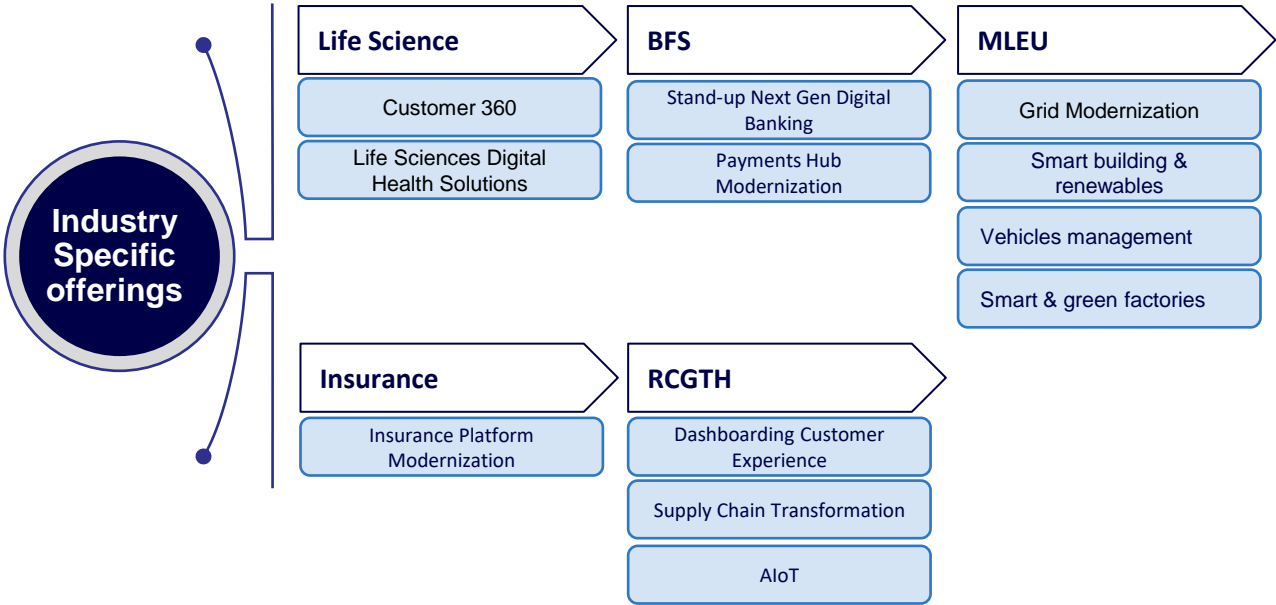 Industry
Specific
offerings
Life Science
Customer 360
Life Sciences Digital
Health Solutions
BFS
Stand-up Next Gen Digital
Banking
Payments Hub
Modernization
MLEU
Grid Modernization
Smart building &
renewables
Vehicles management
Smart & green factories
Insurance
Insurance Platform
Modernization
RCGTH
Dashboarding Customer
Experience
Supply Chain Transformation
AIoT